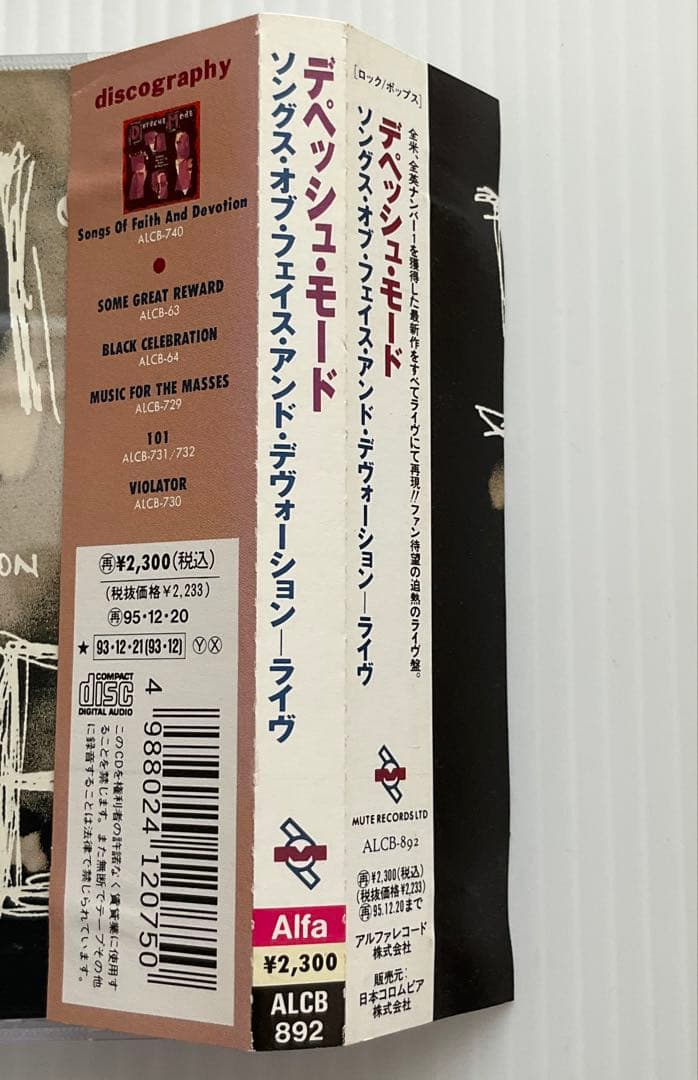 discography
DEPECHE MODE
Songs Of Faith And Devotion
ALCB-740
SOME GREAT REWARD
ALCB-63
BLACK CELEBRATION
ALCB-64
MUSIC FOR THE MASSES
ALCB-729
101
ALCB-731/732
VIOLATOR
ALCB-730
再¥2,300(税込)
(税抜価格¥2,233)
再95・12・20
★ 93・12・21(93・12) Ⓨ Ⓧ
COMPACT
disc
DIGITAL AUDIO
このCDを権利者の許諾なく賃貸業に使用す
ることを禁じます。また無断でテープその他
に録音することは法律で禁じられています。
4 988024 120750
デペッシュ・モード
ソングス・オブ・フェイス・アンド・デヴォーション—ライヴ
M
Alfa
¥2,300
ALCB
892
[ロック/ポップス]
全米、全英ナンバー1を獲得した最新作をすべてライヴにて再現!!ファン待望の迫熱のライヴ盤。
デペッシュ・モード
ソングス・オブ・フェイス・アンド・デヴォーション—ライヴ
M
MUTE RECORDS LTD
ALCB-892
再¥2,300(税込)
(税抜価格¥2,233)
再95.12.20まで
アルファレコード
株式会社
販売元:
日本コロムビア
株式会社
ON